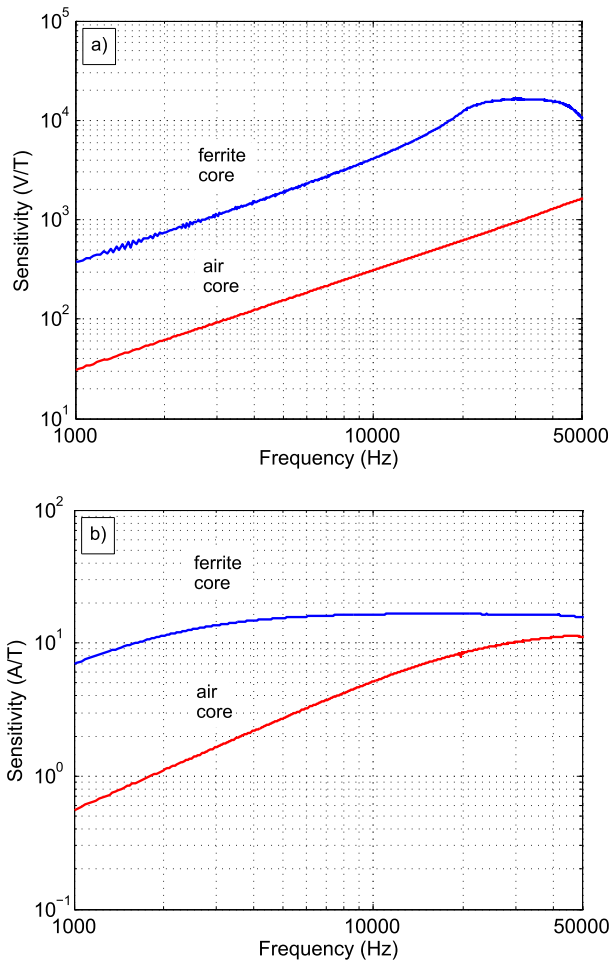 a)
10^5
10^4
10^3
10^2
10^1
Sensitivity (V/T)
ferrite
core
air
core
1000
10000
50000
Frequency (Hz)
b)
10^2
10^1
10^0
10^-1
Sensitivity (A/T)
ferrite
core
air
core
1000
10000
50000
Frequency (Hz)